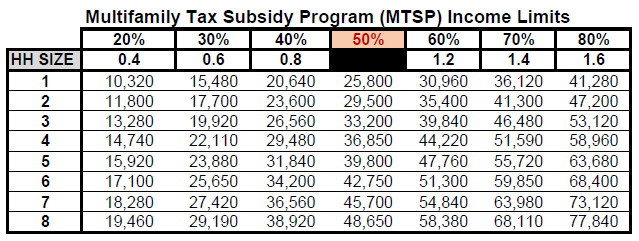 Multifamily Tax Subsidy Program (MTSP) Income Limits
20% 30% 40% 50% 60% 70% 80%
HH SIZE 0.4 0.6 0.8 1.2 1.4 1.6
1 10,320 15,480 20,640 25,800 30,960 36,120 41,280
2 11,800 17,700 23,600 29,500 35,400 41,300 47,200
3 13,280 19,920 26,560 33,200 39,840 46,480 53,120
4 14,740 22,110 29,480 36,850 44,220 51,590 58,960
5 15,920 23,880 31,840 39,800 47,760 55,720 63,680
6 17,100 25,650 34,200 42,750 51,300 59,850 68,400
7 18,280 27,420 36,560 45,700 54,840 63,980 73,120
8 19,460 29,190 38,920 48,650 58,380 68,110 77,840